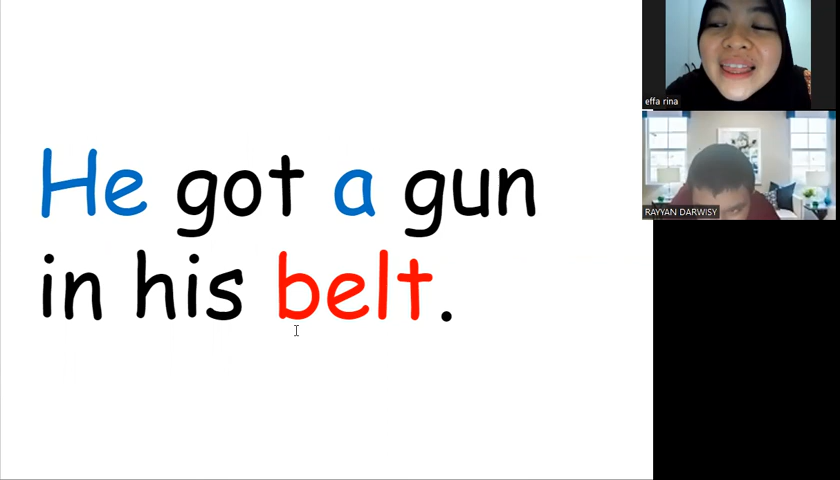 He got a gun
in his belt.
effa rina
RAYYAN DARWISY